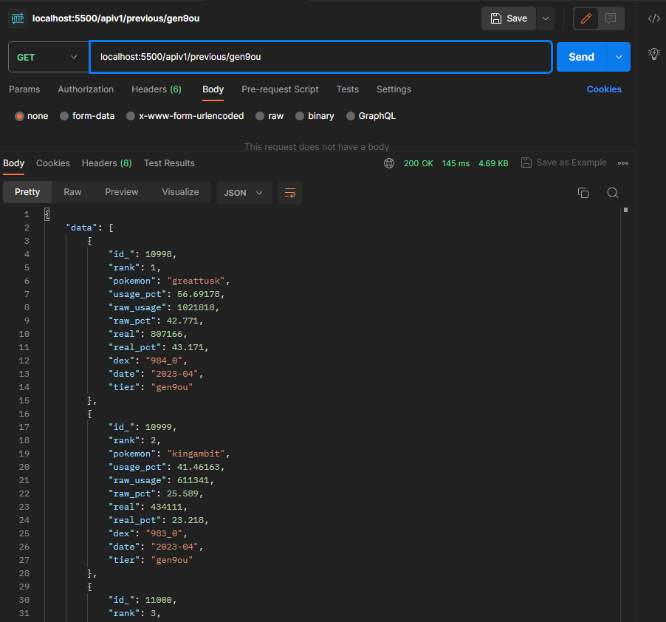 HTTP localhost:5500/apiv1/previous/gen9ou Save
GET localhost:5500/apiv1/previous/gen9ou Send
Params Authorization Headers (6) Body Pre-request Script Tests Settings Cookies
none form-data x-www-form-urlencoded raw binary GraphQL
This request does not have a body
Body Cookies Headers (8) Test Results 200 OK 145 ms 4.69 KB Save as Example
Pretty Raw Preview Visualize JSON
1 {
2 "data": [
3 {
4 "id_": 10998,
5 "rank": 1,
6 "pokemon": "greattusk",
7 "usage_pct": 56.69178,
8 "raw_usage": 1021818,
9 "raw_pct": 42.771,
10 "real": 807166,
11 "real_pct": 43.171,
12 "dex": "984_0",
13 "date": "2023-04",
14 "tier": "gen9ou"
15 },
16 {
17 "id_": 10999,
18 "rank": 2,
19 "pokemon": "kingambit",
20 "usage_pct": 41.46163,
21 "raw_usage": 611341,
22 "raw_pct": 25.589,
23 "real": 434111,
24 "real_pct": 23.218,
25 "dex": "983_0",
26 "date": "2023-04",
27 "tier": "gen9ou"
28 },
29 {
30 "id_": 11000,
31 "rank": 3,